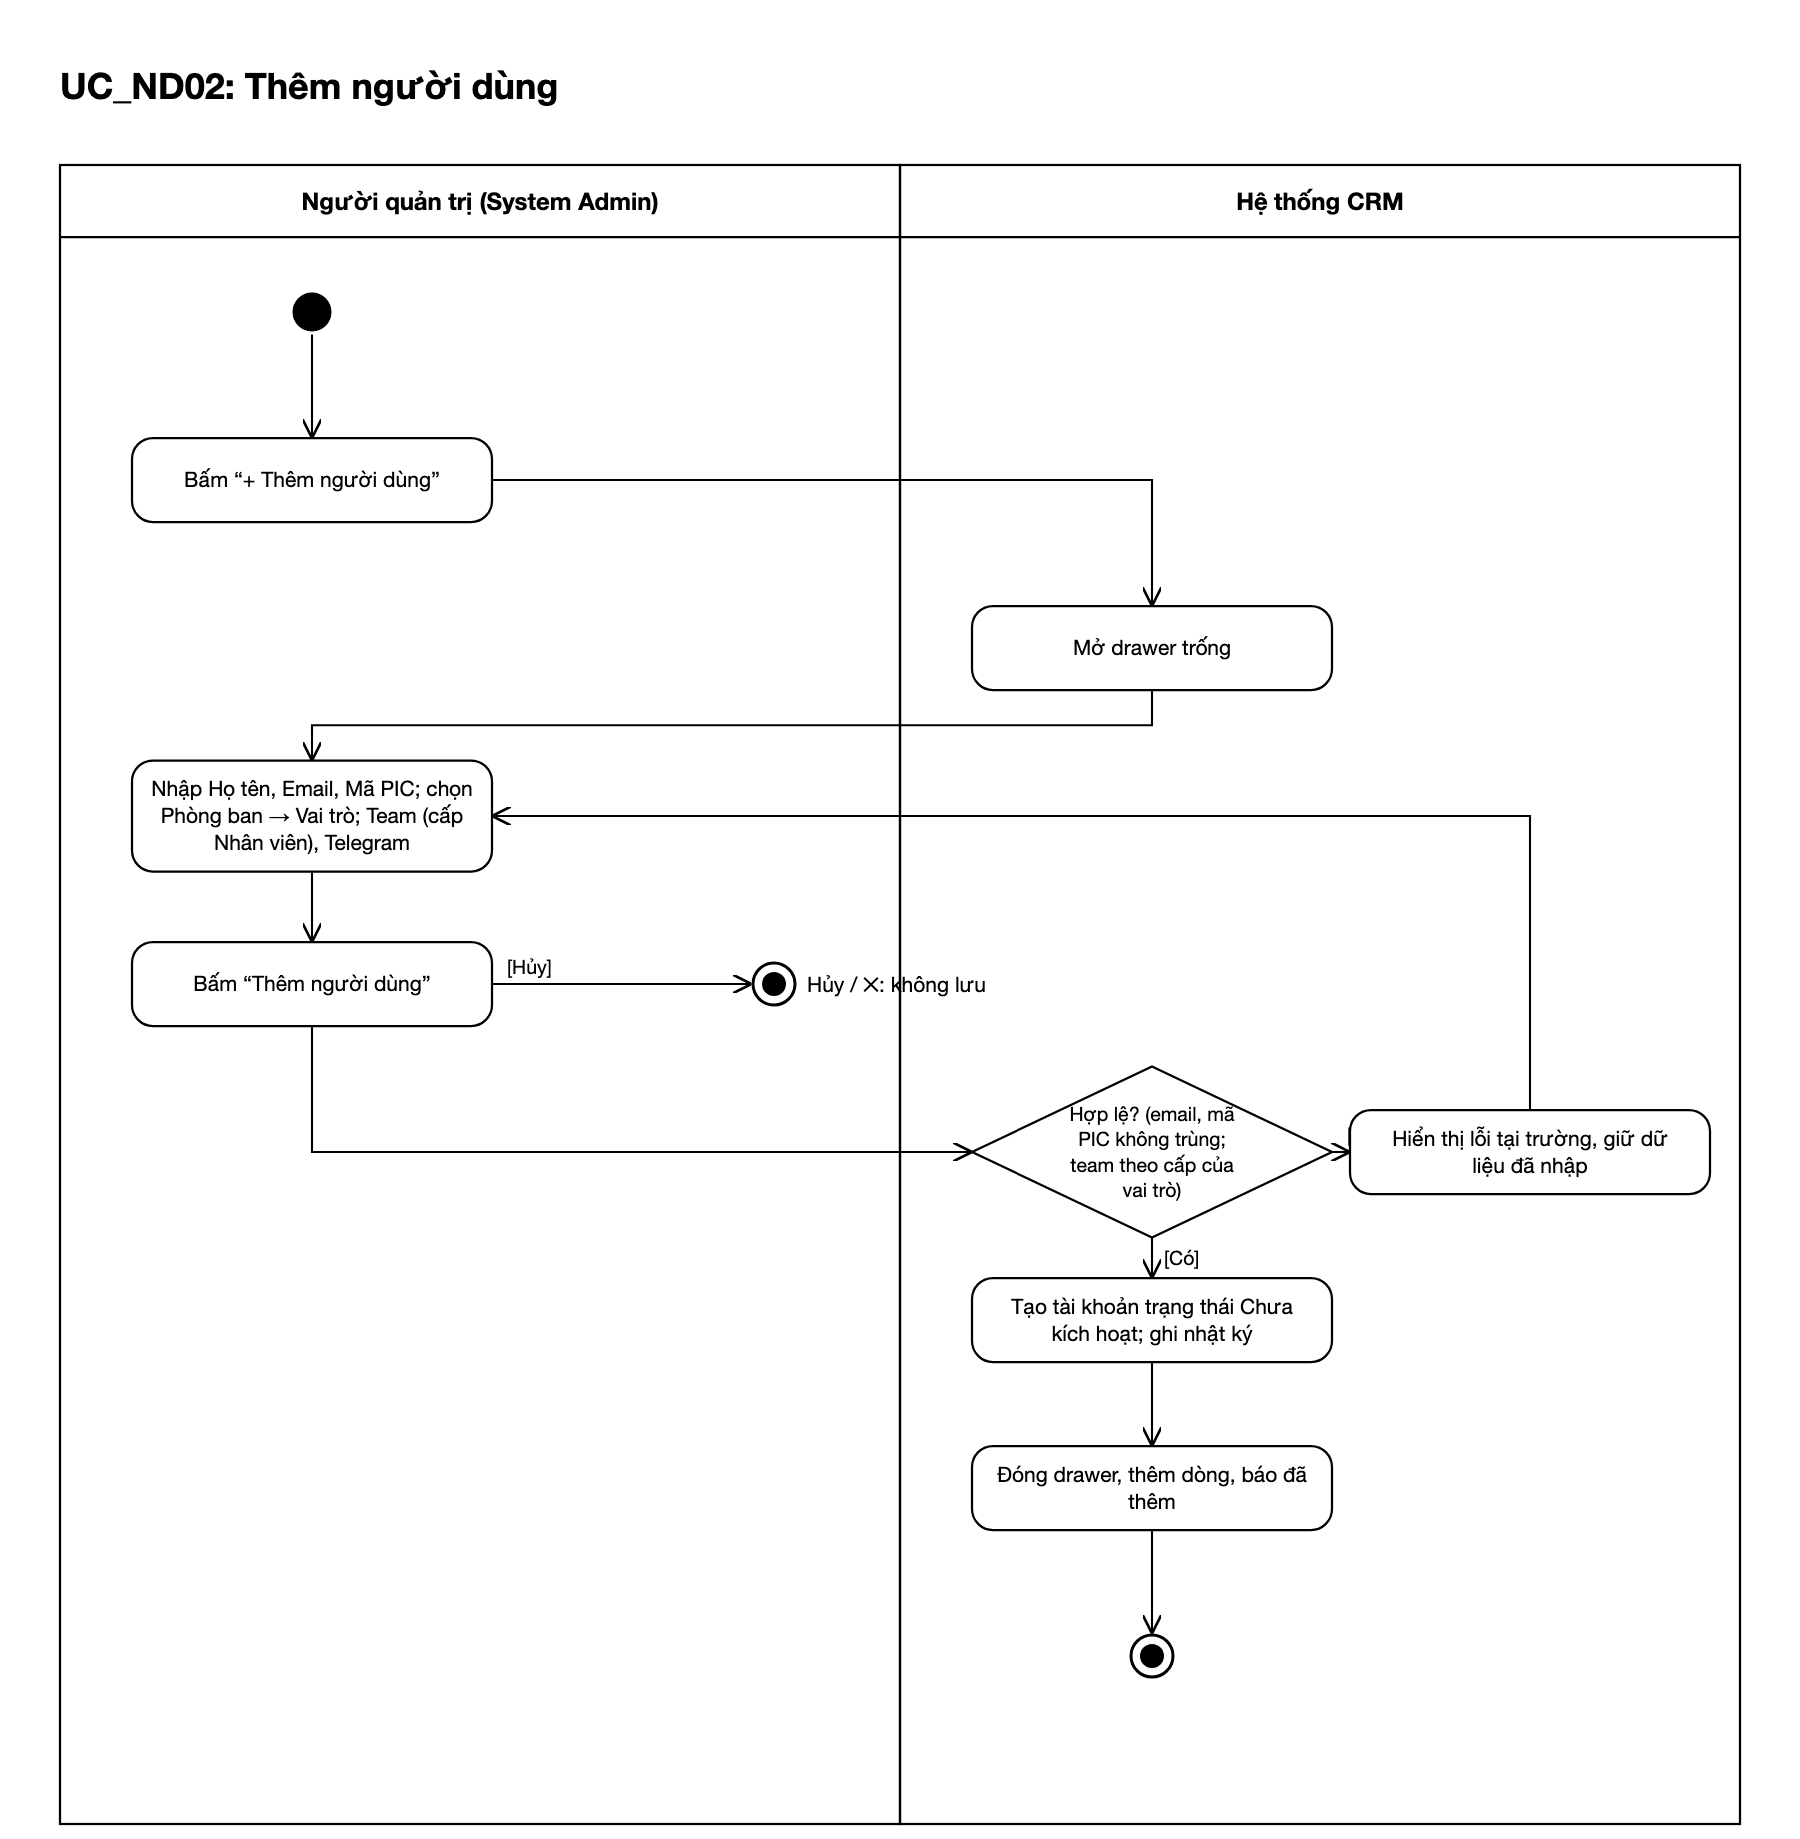 UC_ND02: Thêm người dùng
Người quản trị (System Admin)
Hệ thống CRM
Bấm “+ Thêm người dùng”
Mở drawer trống
Nhập Họ tên, Email, Mã PIC; chọn
Phòng ban → Vai trò; Team (cấp
Nhân viên), Telegram
Bấm “Thêm người dùng”
[Hủy]
Hủy / ✕: không lưu
Hợp lệ? (email, mã
PIC không trùng;
team theo cấp của
vai trò)
Hiển thị lỗi tại trường, giữ dữ
liệu đã nhập
[Có]
Tạo tài khoản trạng thái Chưa
kích hoạt; ghi nhật ký
Đóng drawer, thêm dòng, báo đã
thêm